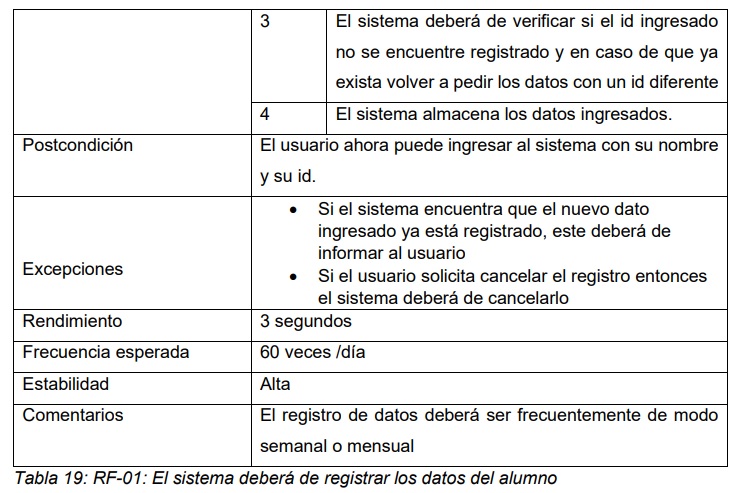 3 El sistema deberá de verificar si el id ingresado
no se encuentre registrado y en caso de que ya
exista volver a pedir los datos con un id diferente
4 El sistema almacena los datos ingresados.
Postcondición El usuario ahora puede ingresar al sistema con su nombre
y su id.
Excepciones
• Si el sistema encuentra que el nuevo dato
ingresado ya está registrado, este deberá de
informar al usuario
• Si el usuario solicita cancelar el registro entonces
el sistema deberá de cancelarlo
Rendimiento 3 segundos
Frecuencia esperada 60 veces /día
Estabilidad Alta
Comentarios El registro de datos deberá ser frecuentemente de modo
semanal o mensual
Tabla 19: RF-01: El sistema deberá de registrar los datos del alumno